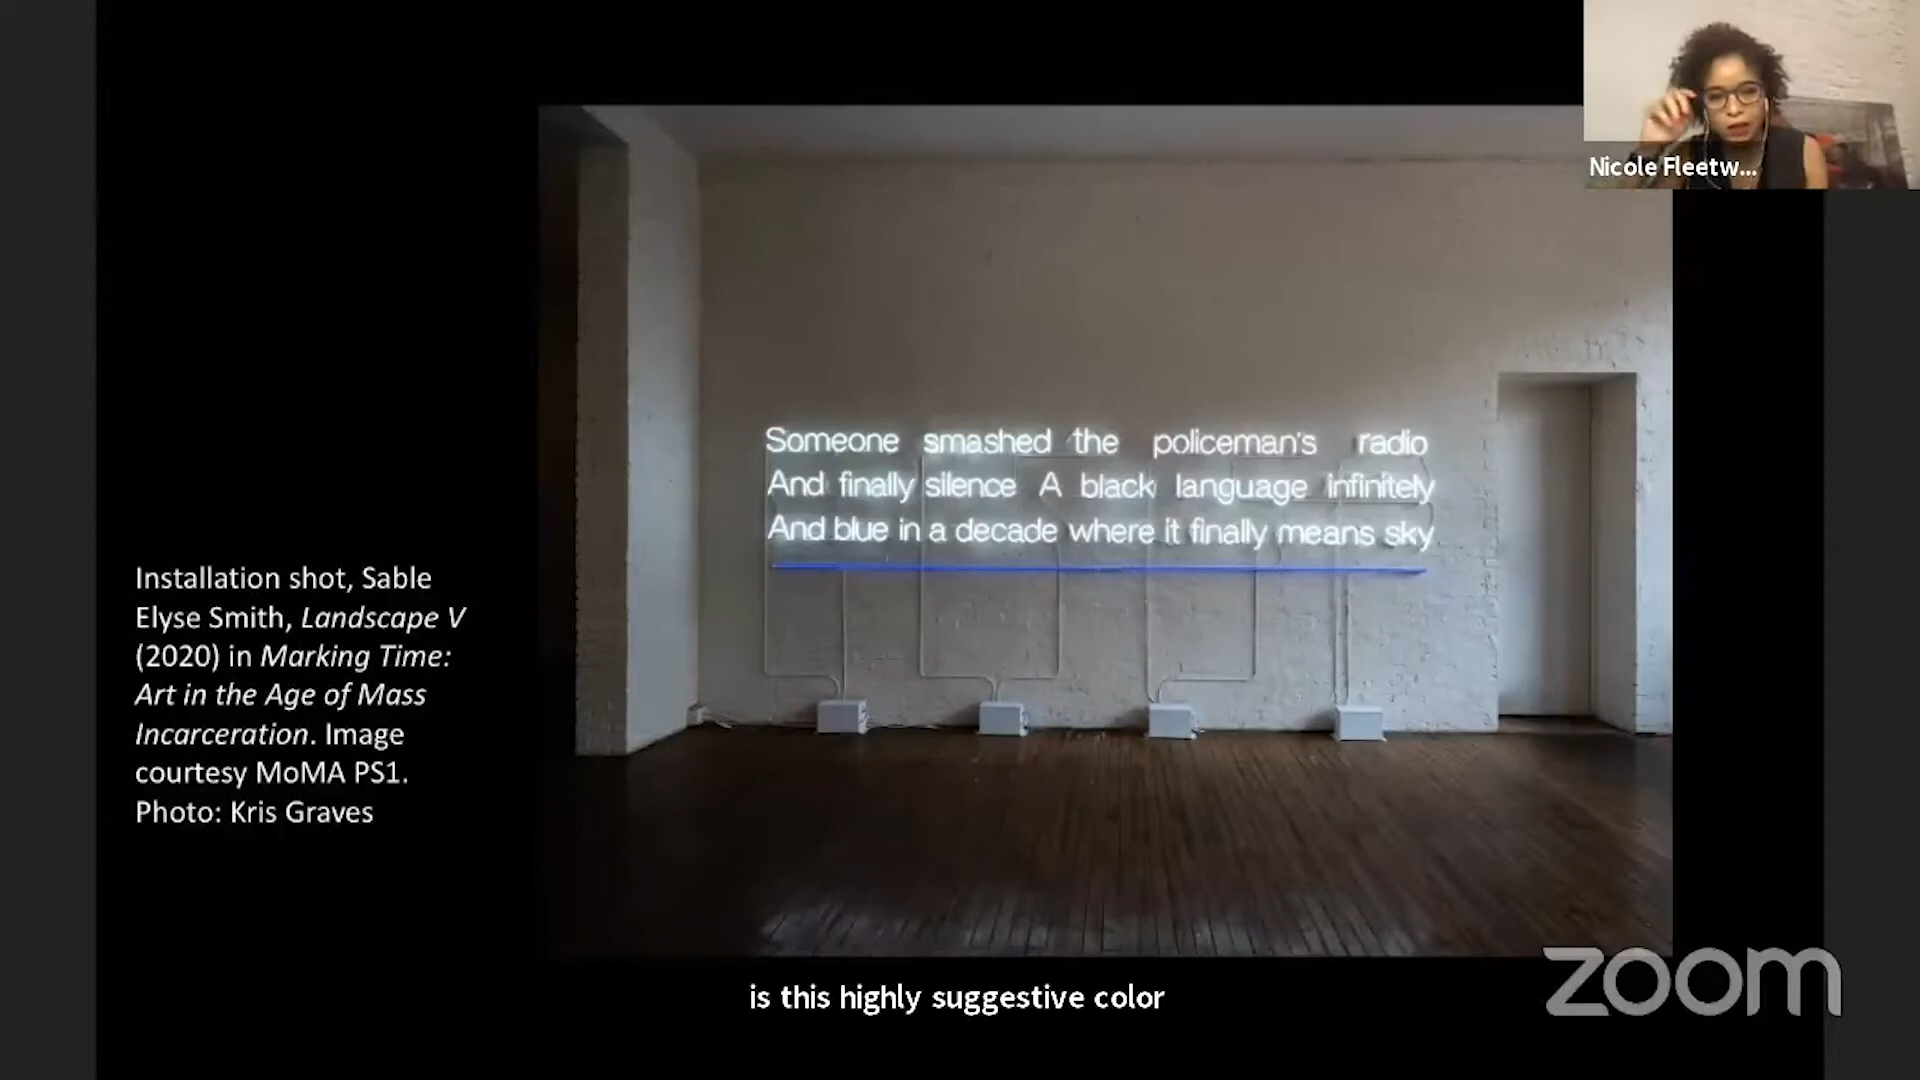 Nicole Fleetw...
Someone smashed the policeman's radio
And finally silence A black language infinitely
And blue in a decade where it finally means sky
Installation shot, Sable
Elyse Smith, Landscape V
(2020) in Marking Time:
Art in the Age of Mass
Incarceration. Image
courtesy MoMA PS1.
Photo: Kris Graves
is this highly suggestive color
zoom